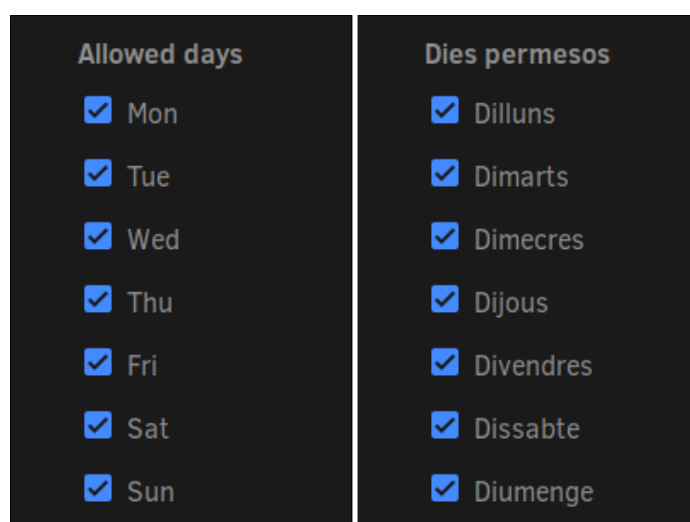 Allowed days
Mon
Tue
Wed
Thu
Fri
Sat
Sun
Dies permesos
Dilluns
Dimarts
Dimecres
Dijous
Divendres
Dissabte
Diumenge